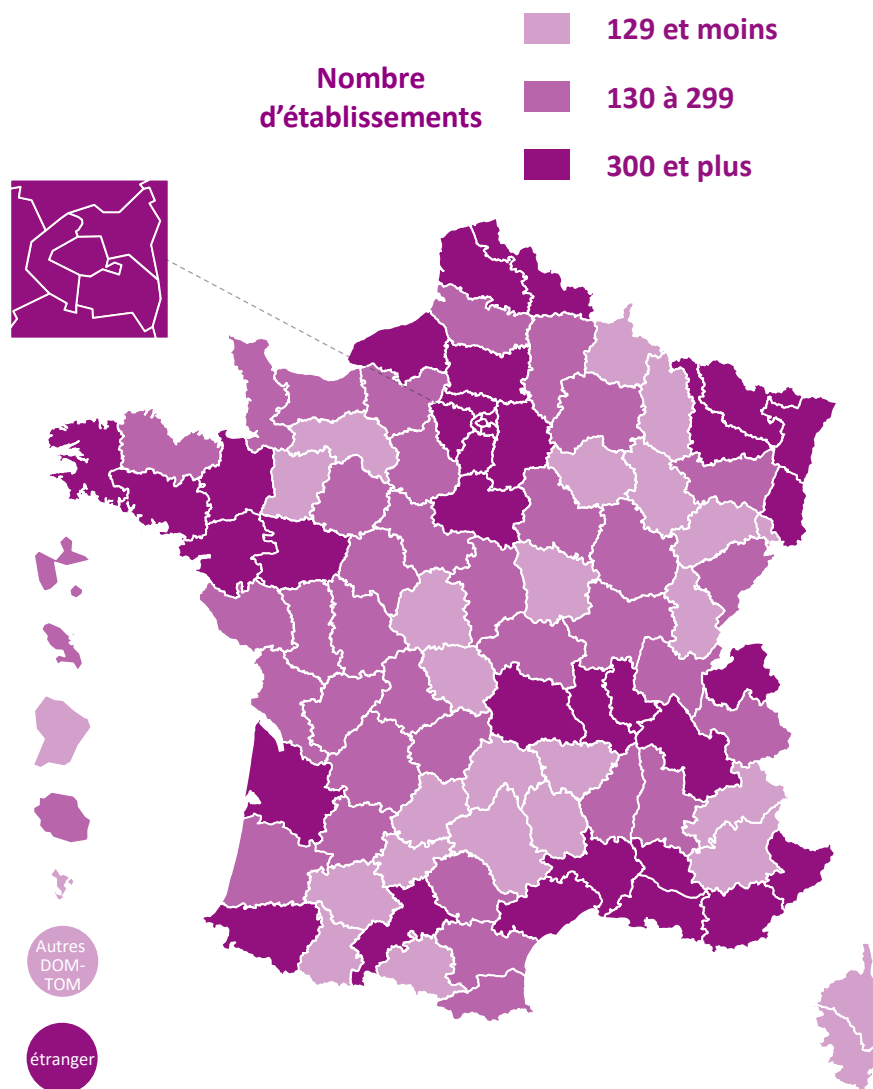 129 et moins
Nombre
d'établissements
130 à 299
300 et plus
Autres
DOM-
TOM
étranger